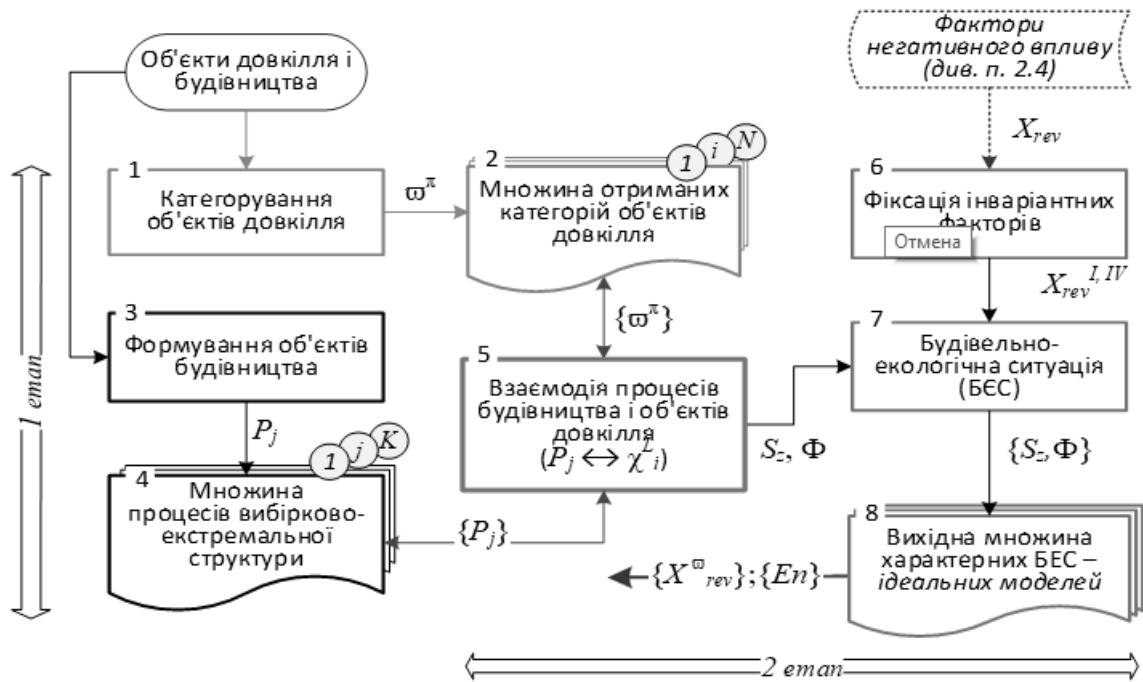 Об'єкти довкілля і
будівництва
Фактори
негативного впливу
(див. п. 2.4)
X_rev
1
Категорування
об'єктів довкілля
ϖ^π
2
1 i N
Множина отриманих
категорій об'єктів
довкілля
6
Фіксація інваріантних
факторів
Отмена
X_rev^I, IV
{ϖ^π}
3
Формування об'єктів
будівництва
P_j
5
Взаємодія процесів
будівництва і об'єктів
довкілля
(P_j ↔ χ^L_i)
S_z, Φ
7
Будівельно-
екологічна ситуація
(БЄС)
{S_z, Φ}
4
1 j K
Множина
процесів вибірково-
екстремальної
структури
{P_j}
8
Вихідна множина
характерних БЕС –
ідеальних моделей
{X^ϖ_rev};{En}
1 етап
2 етап